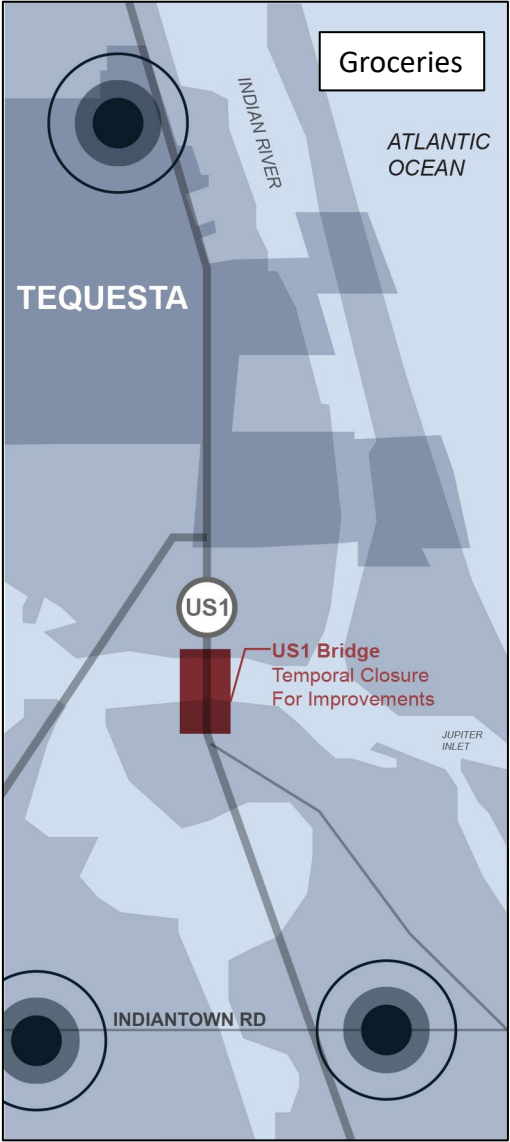 Groceries
INDIAN RIVER
ATLANTIC
OCEAN
TEQUESTA
US1
US1 Bridge
Temporal Closure
For Improvements
JUPITER
INLET
INDIANTOWN RD